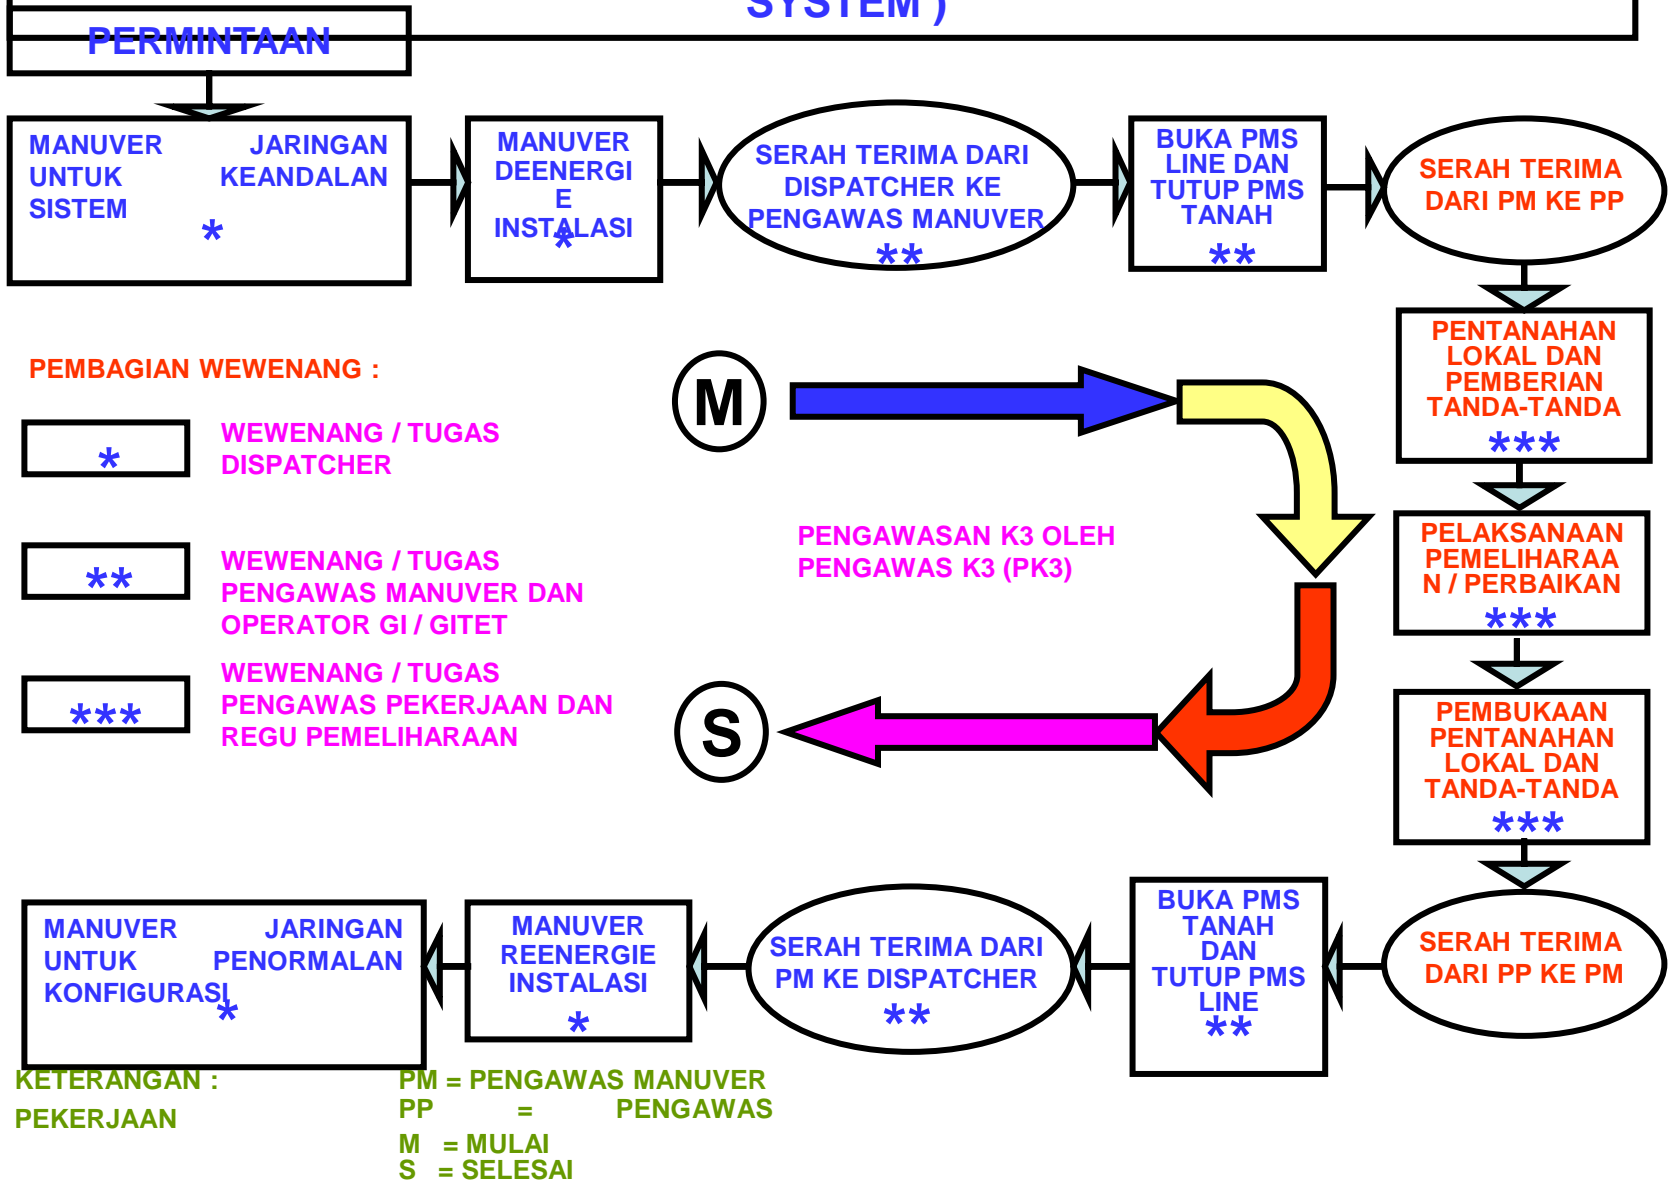 SYSTEM )
PERMINTAAN
MANUVER JARINGAN
UNTUK KEANDALAN
SISTEM
*
MANUVER
DEENERGI
E
INSTALASI
*
SERAH TERIMA DARI
DISPATCHER KE
PENGAWAS MANUVER
**
BUKA PMS
LINE DAN
TUTUP PMS
TANAH
**
SERAH TERIMA
DARI PM KE PP
PENTANAHAN
LOKAL DAN
PEMBERIAN
TANDA-TANDA
***
PELAKSANAAN
PEMELIHARAA
N / PERBAIKAN
***
PEMBUKAAN
PENTANAHAN
LOKAL DAN
TANDA-TANDA
***
SERAH TERIMA
DARI PP KE PM
BUKA PMS
TANAH
DAN
TUTUP PMS
LINE
**
SERAH TERIMA DARI
PM KE DISPATCHER
**
MANUVER
REENERGIE
INSTALASI
*
MANUVER JARINGAN
UNTUK PENORMALAN
KONFIGURASI
*
PEMBAGIAN WEWENANG :
*
WEWENANG / TUGAS
DISPATCHER
**
WEWENANG / TUGAS
PENGAWAS MANUVER DAN
OPERATOR GI / GITET
***
WEWENANG / TUGAS
PENGAWAS PEKERJAAN DAN
REGU PEMELIHARAAN
M
PENGAWASAN K3 OLEH
PENGAWAS K3 (PK3)
S
KETERANGAN : PM = PENGAWAS MANUVER
PP = PENGAWAS
PEKERJAAN
M = MULAI
S = SELESAI